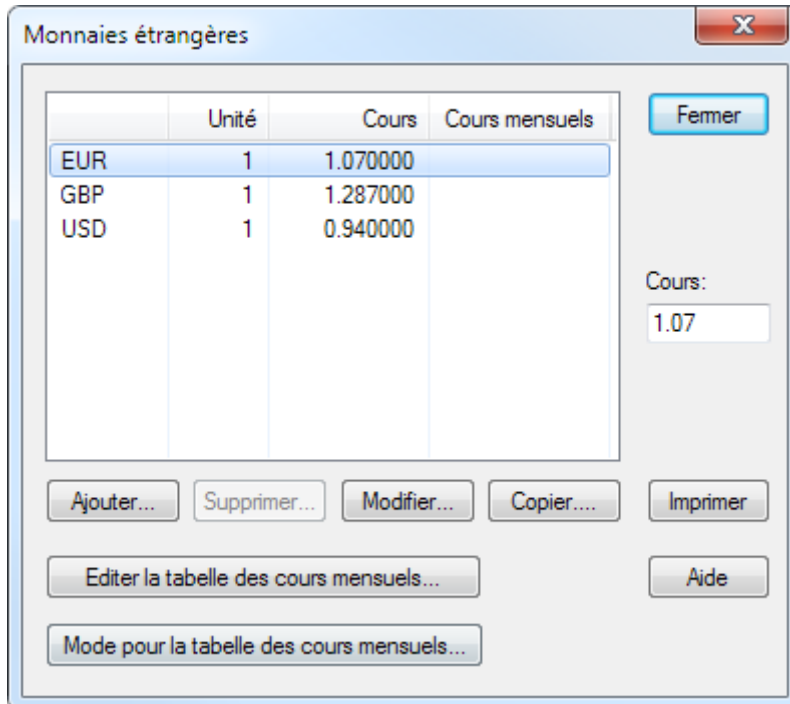 Monnaies étrangères
Unité Cours Cours mensuels
EUR 1 1.070000
GBP 1 1.287000
USD 1 0.940000
Fermer
Cours:
1.07
Ajouter... Supprimer... Modifier... Copier.... Imprimer
Editer la tabelle des cours mensuels... Aide
Mode pour la tabelle des cours mensuels...